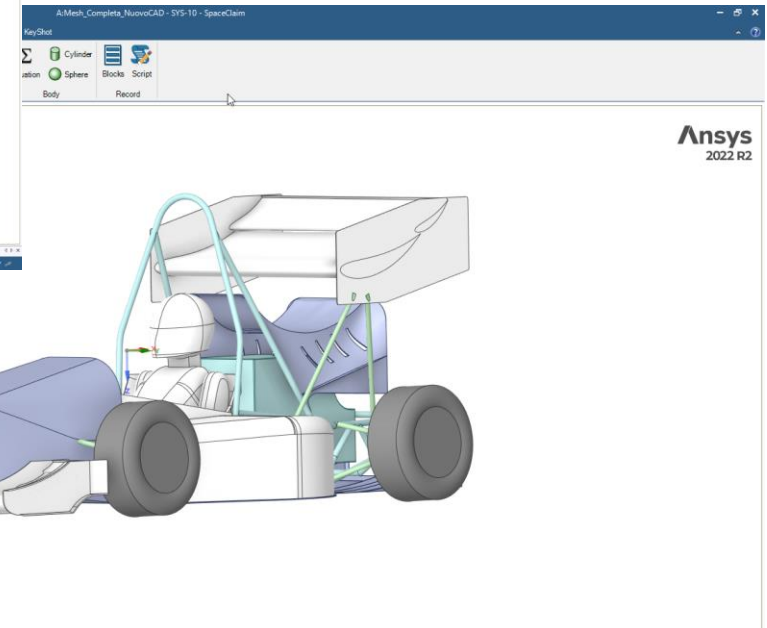 A:Mesh_Completa_NuovoCAD - SYS-10 - SpaceClaim
KeyShot
Cylinder
Sphere
Blocks Script
Body
Record
Ansys
2022 R2